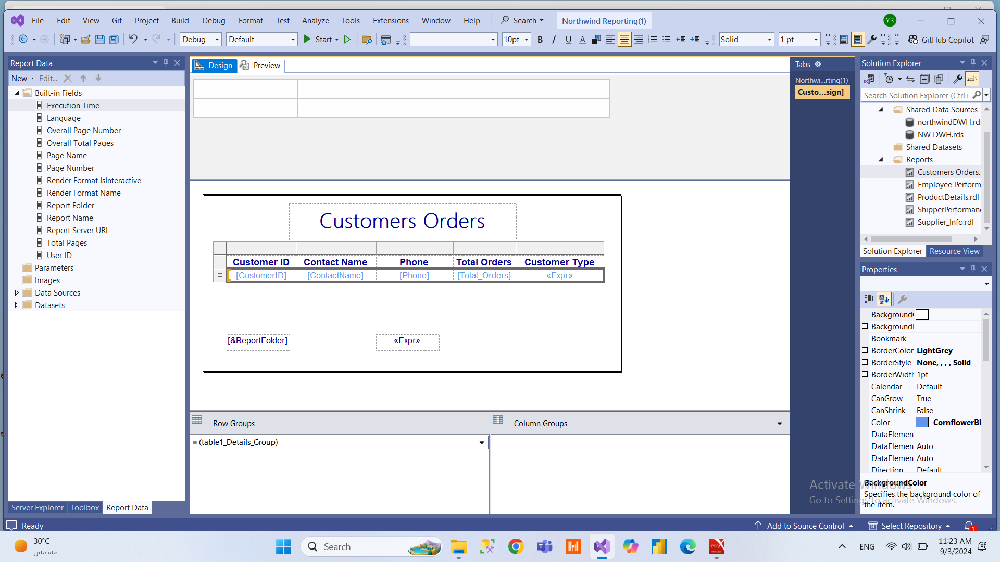 File Edit View Git Project Build Debug Format Test Analyze Tools Extensions Window Help Search Northwind Reporting(1) YR
Debug Default Start 10pt B I U A Solid 1 pt GitHub Copilot
Report Data
New Edit...
Built-in Fields
Execution Time
Language
Overall Page Number
Overall Total Pages
Page Name
Page Number
Render Format IsInteractive
Render Format Name
Report Folder
Report Name
Report Server URL
Total Pages
User ID
Parameters
Images
Data Sources
Datasets
Server Explorer Toolbox Report Data
Design Preview
Customers Orders
Customer ID Contact Name Phone Total Orders Customer Type
[CustomerID] [ContactName] [Phone] [Total_Orders] «Expr»
[&ReportFolder] «Expr»
Row Groups Column Groups
(table1_Details_Group)
Tabs
Northwi...rting(1)
Custo...sign]
Solution Explorer
Search Solution Explorer (Ctrl+
Shared Data Sources
northwindDWH.rds
NW DWH.rds
Shared Datasets
Reports
Customers Orders.r
Employee Perform
ProductDetails.rdl
ShipperPerformanc
Supplier_Info.rdl
Solution Explorer Resource View
Properties
Background(
BackgroundI
Bookmark
BorderColor LightGrey
BorderStyle None, , , , Solid
BorderWidth 1pt
Calendar Default
CanGrow True
CanShrink False
Color CornflowerBl
DataElemen
DataElemen Auto
DataElemen Auto
Direction Default
BackgroundColor
Specifies the background color of
the item.
Activate Windows
Go to Settings to activate Windows.
Ready Add to Source Control Select Repository 1
30°C
مشمس
Search
ENG
11:23 AM
9/3/2024